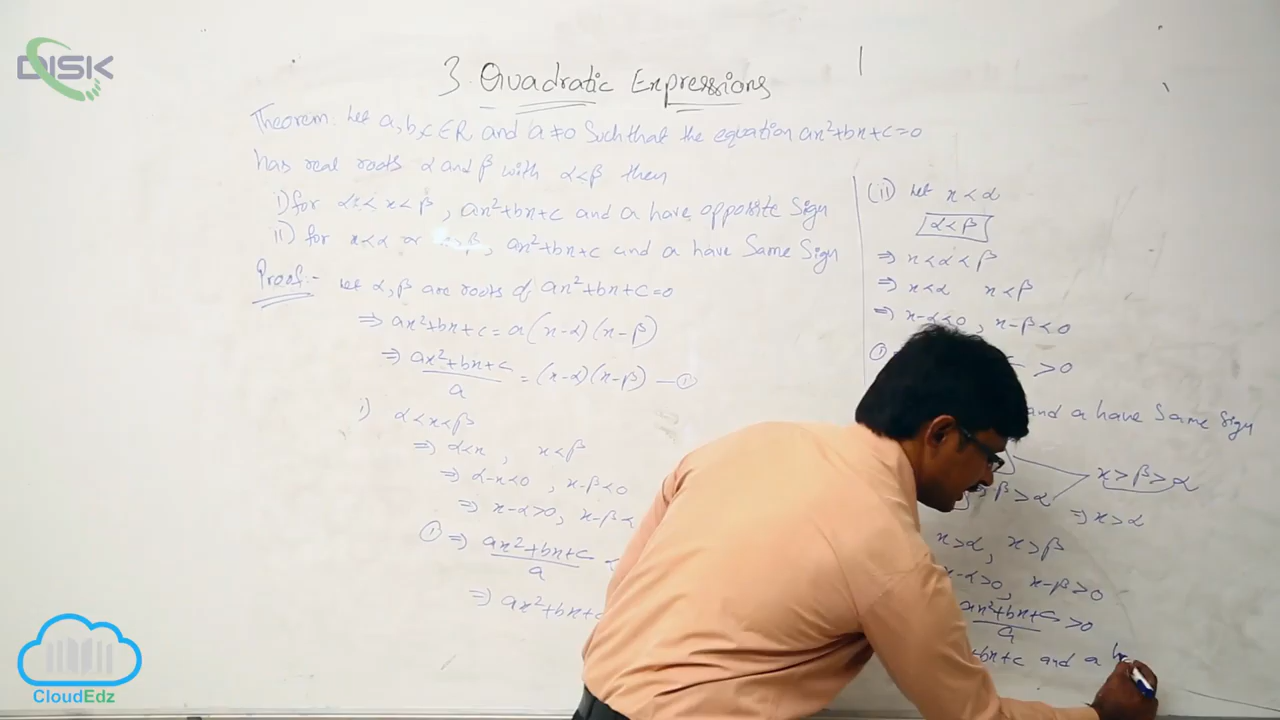 DISK
3. Quadratic Expressions
Theorem: Let a, b, c ∈ R and a ≠ 0 Such that the equation ax²+bx+c=0
has real roots α and β with α<β then
i) for α< x<β, ax²+bx+c and a have opposite Sign
ii) for x<α or >β, ax²+bx+c and a have Same Sign
Proof:- Let α, β are roots of ax²+bx+c=0
⇒ ax²+bx+c = a(x-α)(x-β)
⇒ ax²+bx+c/a = (x-α)(x-β) —①
i) α<x<β
⇒ α<x , x<β
⇒ α-x<0 , x-β<0
⇒ x-α>0, x-β<
① ⇒ ax²+bx+c/a <
⇒ ax²+bx+c
(ii) Let x<α
α<β
⇒ x<α<β
⇒ x<α x<β
⇒ x-α<0 , x-β<0
① >0
and a have Same Sign
⇒ β>α x>β>α
⇒ x>α
x>α, x>β
x-α>0, x-β>0
ax²+bx+c/a >0
+bx+c and a
CloudEdz